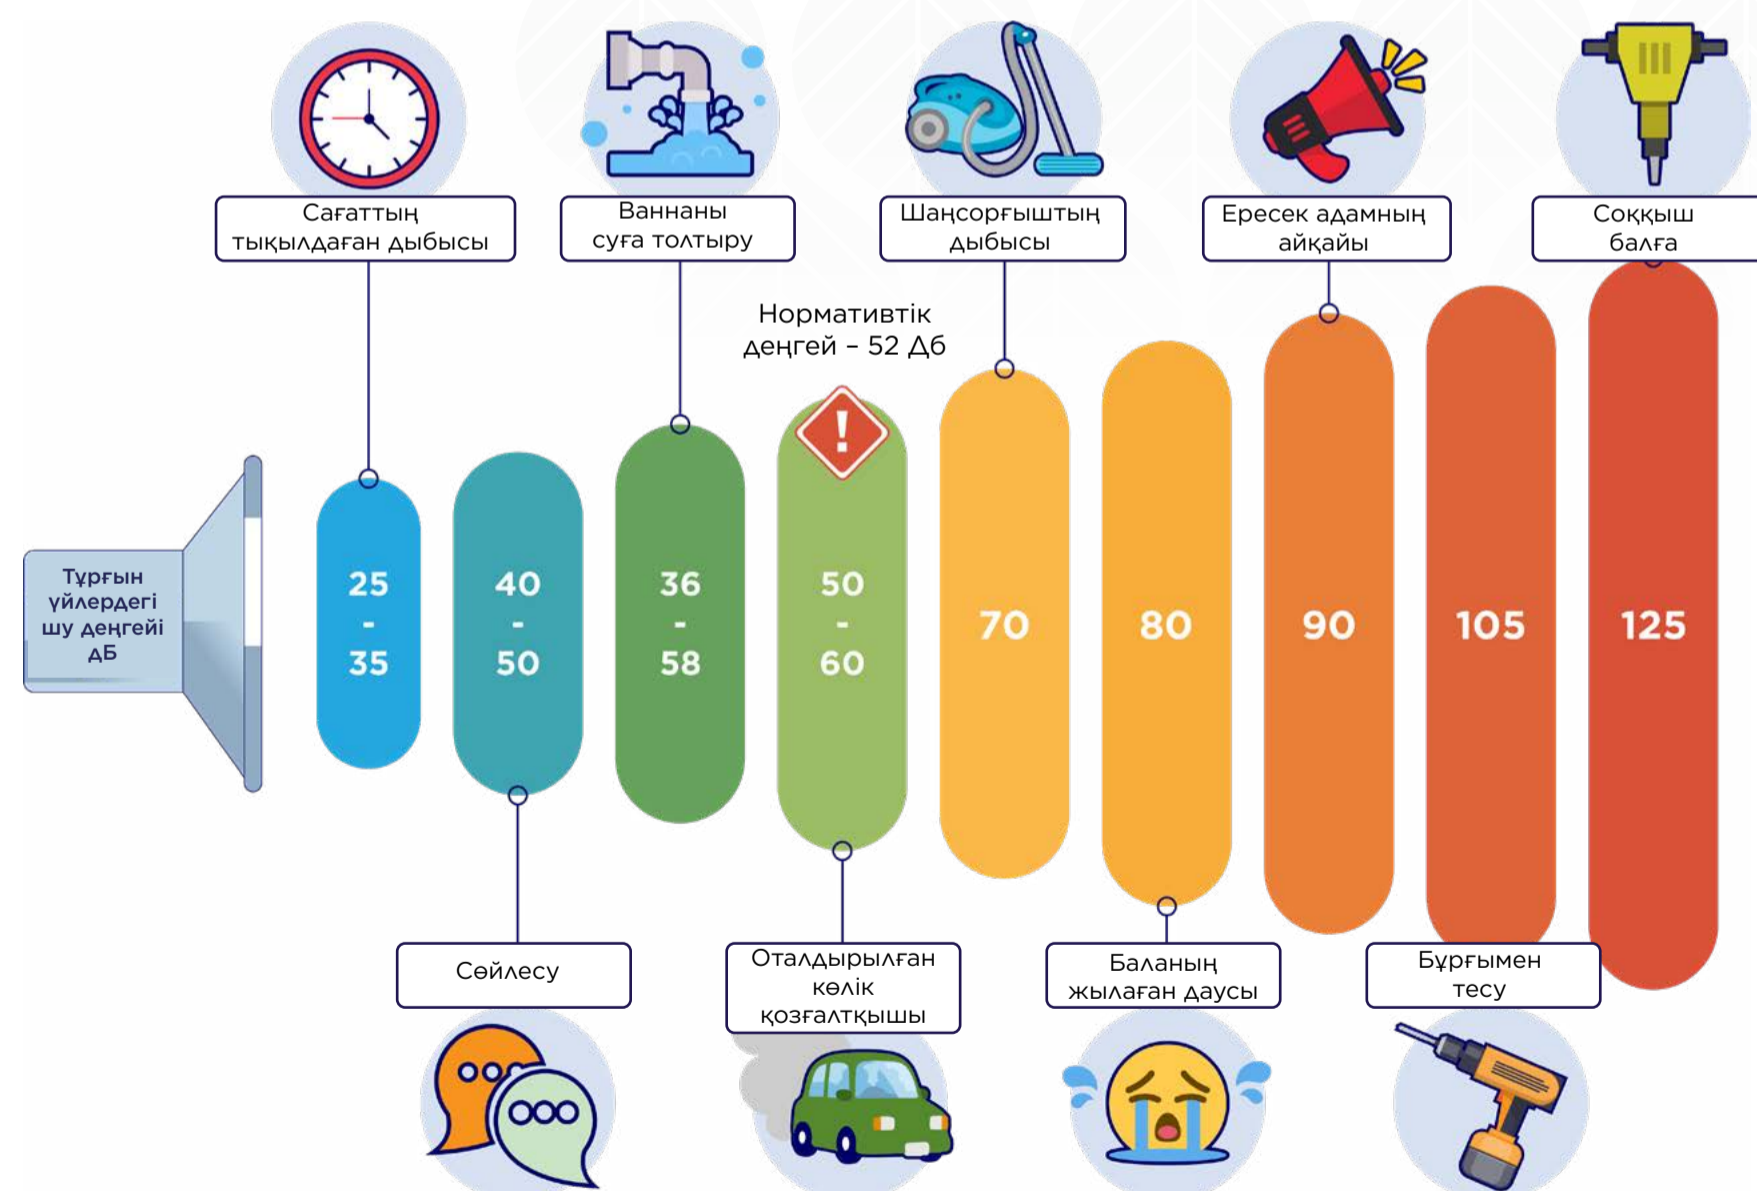 Сағаттың
тықылдаған дыбысы
Ваннаны
суға толтыру
Шаңсорғыштың
дыбысы
Ересек адамның
айқайы
Соққыш
балға
Нормативтік
деңгей – 52 Дб
Тұрғын
үйлердегі
шу деңгейі
дБ
25
-
35
40
-
50
36
-
58
50
-
60
70
80
90
105
125
Сөйлесу
Оталдырылған
көлік
қозғалтқышы
Баланың
жылаған даусы
Бұрғымен
тесу